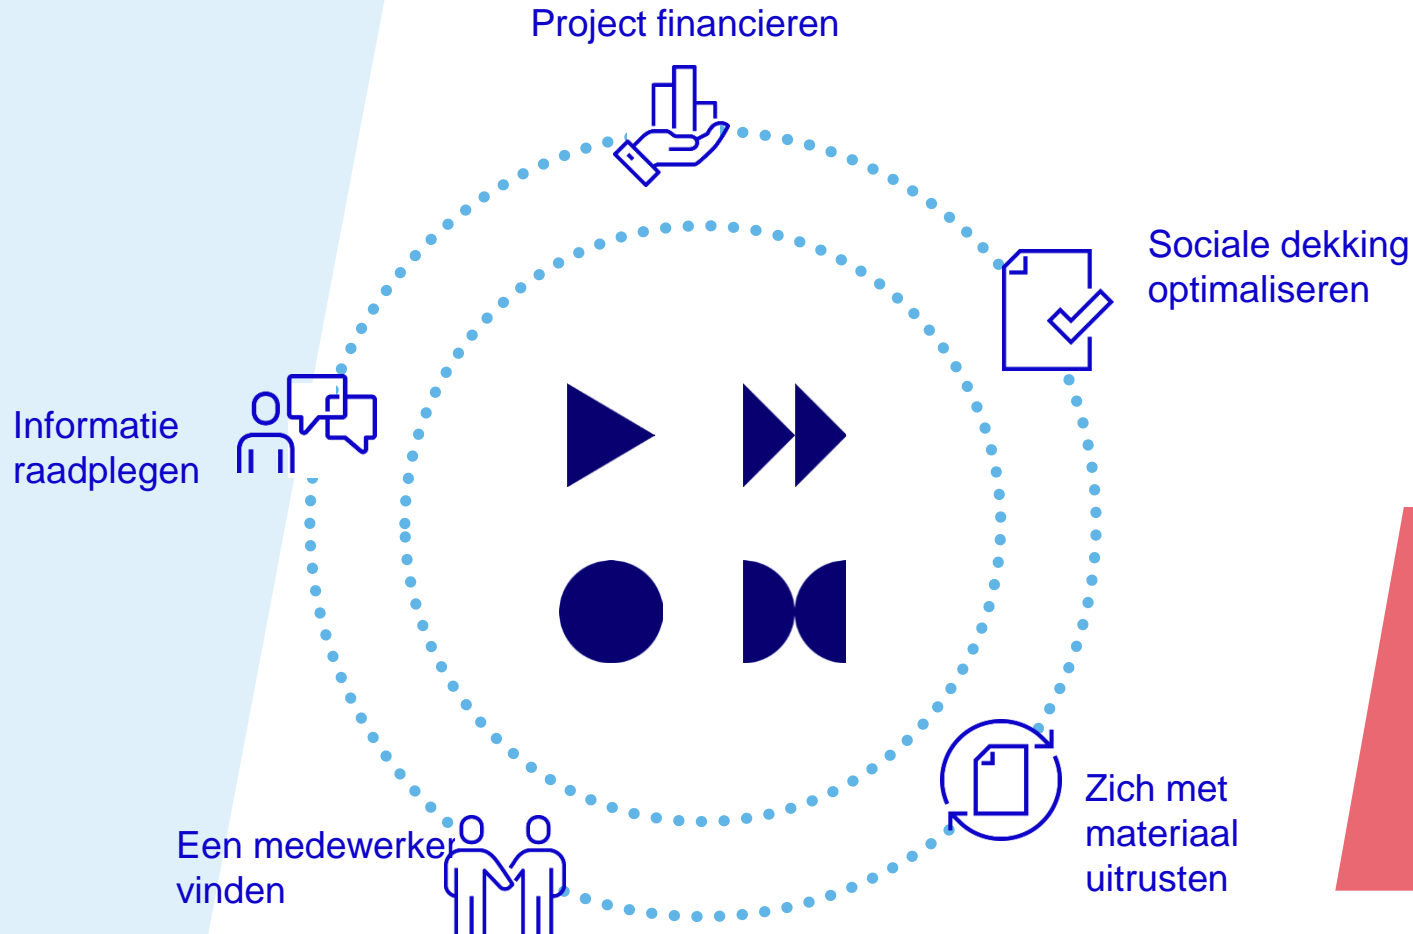 Project financieren
Sociale dekking
optimaliseren
Informatie
raadplegen
Zich met
materiaal
uitrusten
Een medewerker
vinden